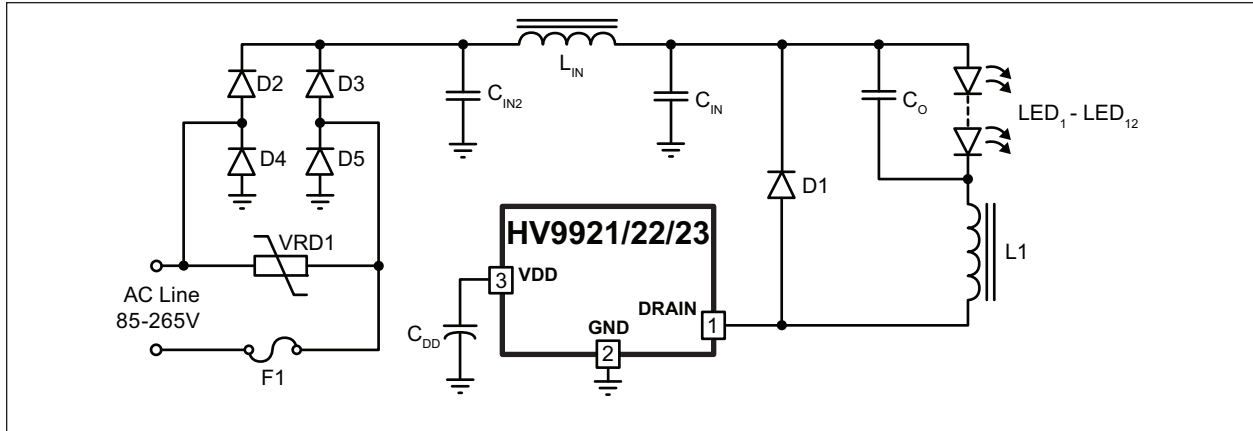 L_IN
D2
D3
C_IN2
C_IN
C_O
LED_1 - LED_12
D4
D5
D1
HV9921/22/23
VRD1
L1
3
VDD
AC Line
85-265V
DRAIN
1
C_DD
GND
2
F1